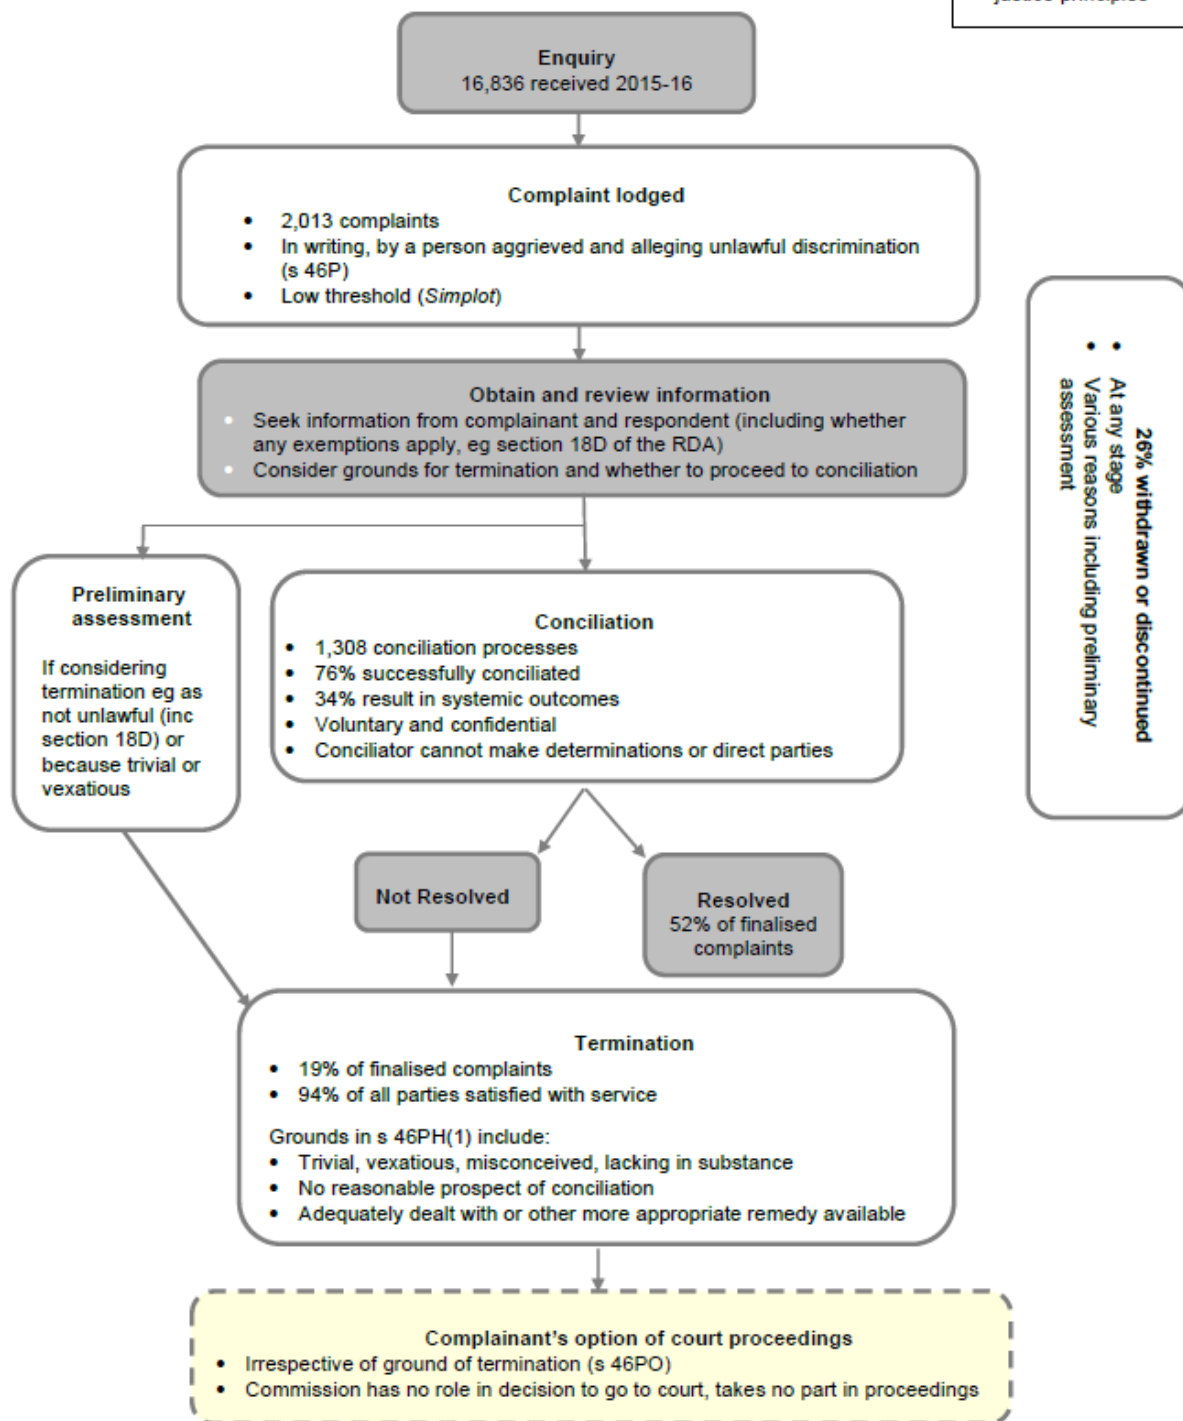 Enquiry
16,836 received 2015-16
Complaint lodged
• 2,013 complaints
• In writing, by a person aggrieved and alleging unlawful discrimination
(s 46P)
• Low threshold (Simplot)
Obtain and review information
• Seek information from complainant and respondent (including whether
any exemptions apply, eg section 18D of the RDA)
• Consider grounds for termination and whether to proceed to conciliation
26% withdrawn or discontinued
• At any stage
• Various reasons including preliminary
assessment
Preliminary
assessment
If considering
termination eg as
not unlawful (inc
section 18D) or
because trivial or
vexatious
Conciliation
• 1,308 conciliation processes
• 76% successfully conciliated
• 34% result in systemic outcomes
• Voluntary and confidential
• Conciliator cannot make determinations or direct parties
Not Resolved
Resolved
52% of finalised
complaints
Termination
• 19% of finalised complaints
• 94% of all parties satisfied with service
Grounds in s 46PH(1) include:
• Trivial, vexatious, misconceived, lacking in substance
• No reasonable prospect of conciliation
• Adequately dealt with or other more appropriate remedy available
Complainant's option of court proceedings
• Irrespective of ground of termination (s 46PO)
• Commission has no role in decision to go to court, takes no part in proceedings